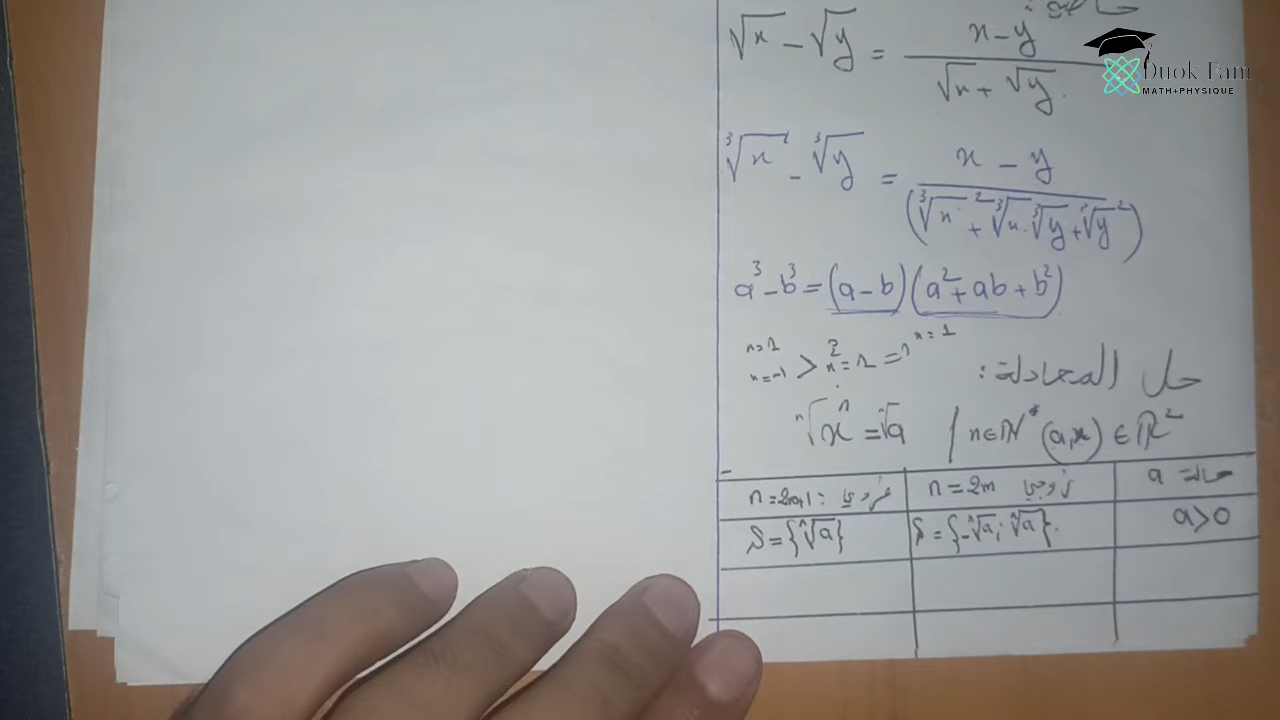 √x - √y = (x - y) / (√x + √y)
Duok Fam
MATH+PHYSIQUE
∛x - ∛y = (x - y) / (∛x² + ∛x · ∛y + ∛y²)
a³ - b³ = (a - b)(a² + ab + b²)
حل المعادلة:
ⁿ√xⁿ = ⁿ√a / n ∈ ℕ* (a,x) ∈ ℝ²
حالة a
زوجي n = 2m
فردي: n = 2m+1
a > 0
S = {-ⁿ√a ; ⁿ√a}
S = {ⁿ√a}